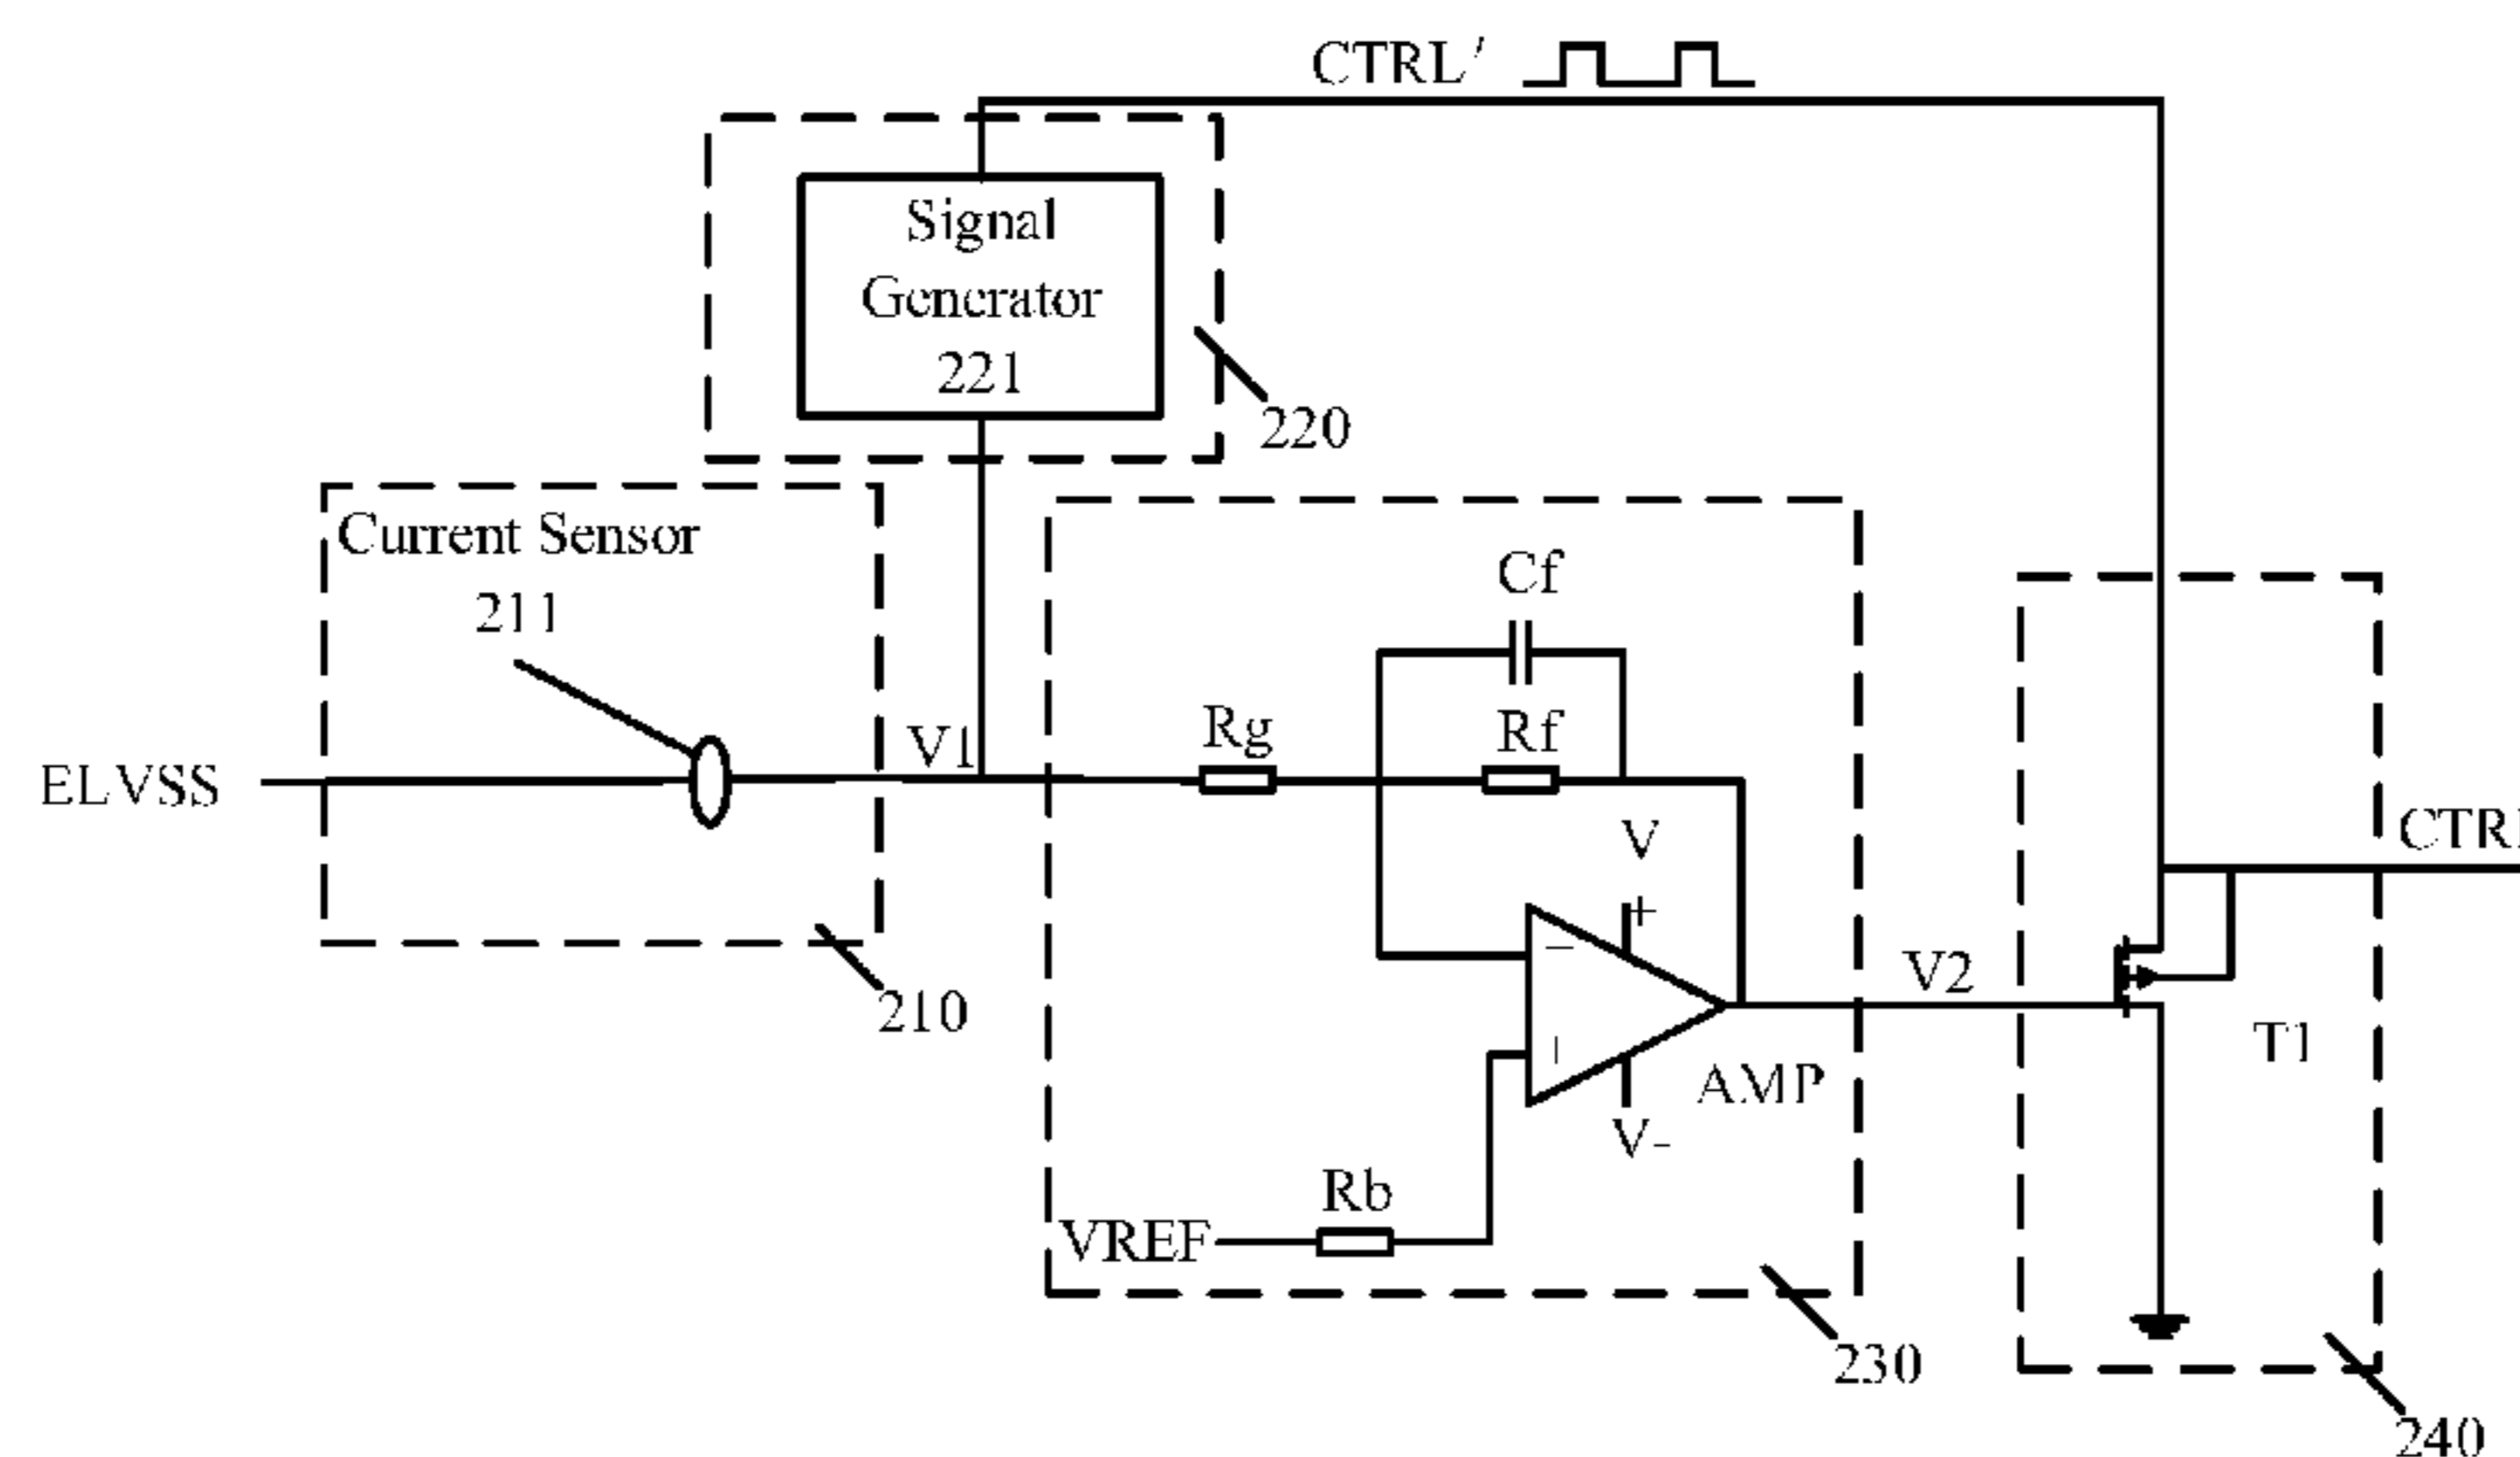 CTRL′
Signal
Generator
221
220
Current Sensor
211
Cf
V1
Rg
Rf
ELVSS
V
+
CTRL
−
V2
210
+
T1
AMP
V-
Rb
VREF
230
240